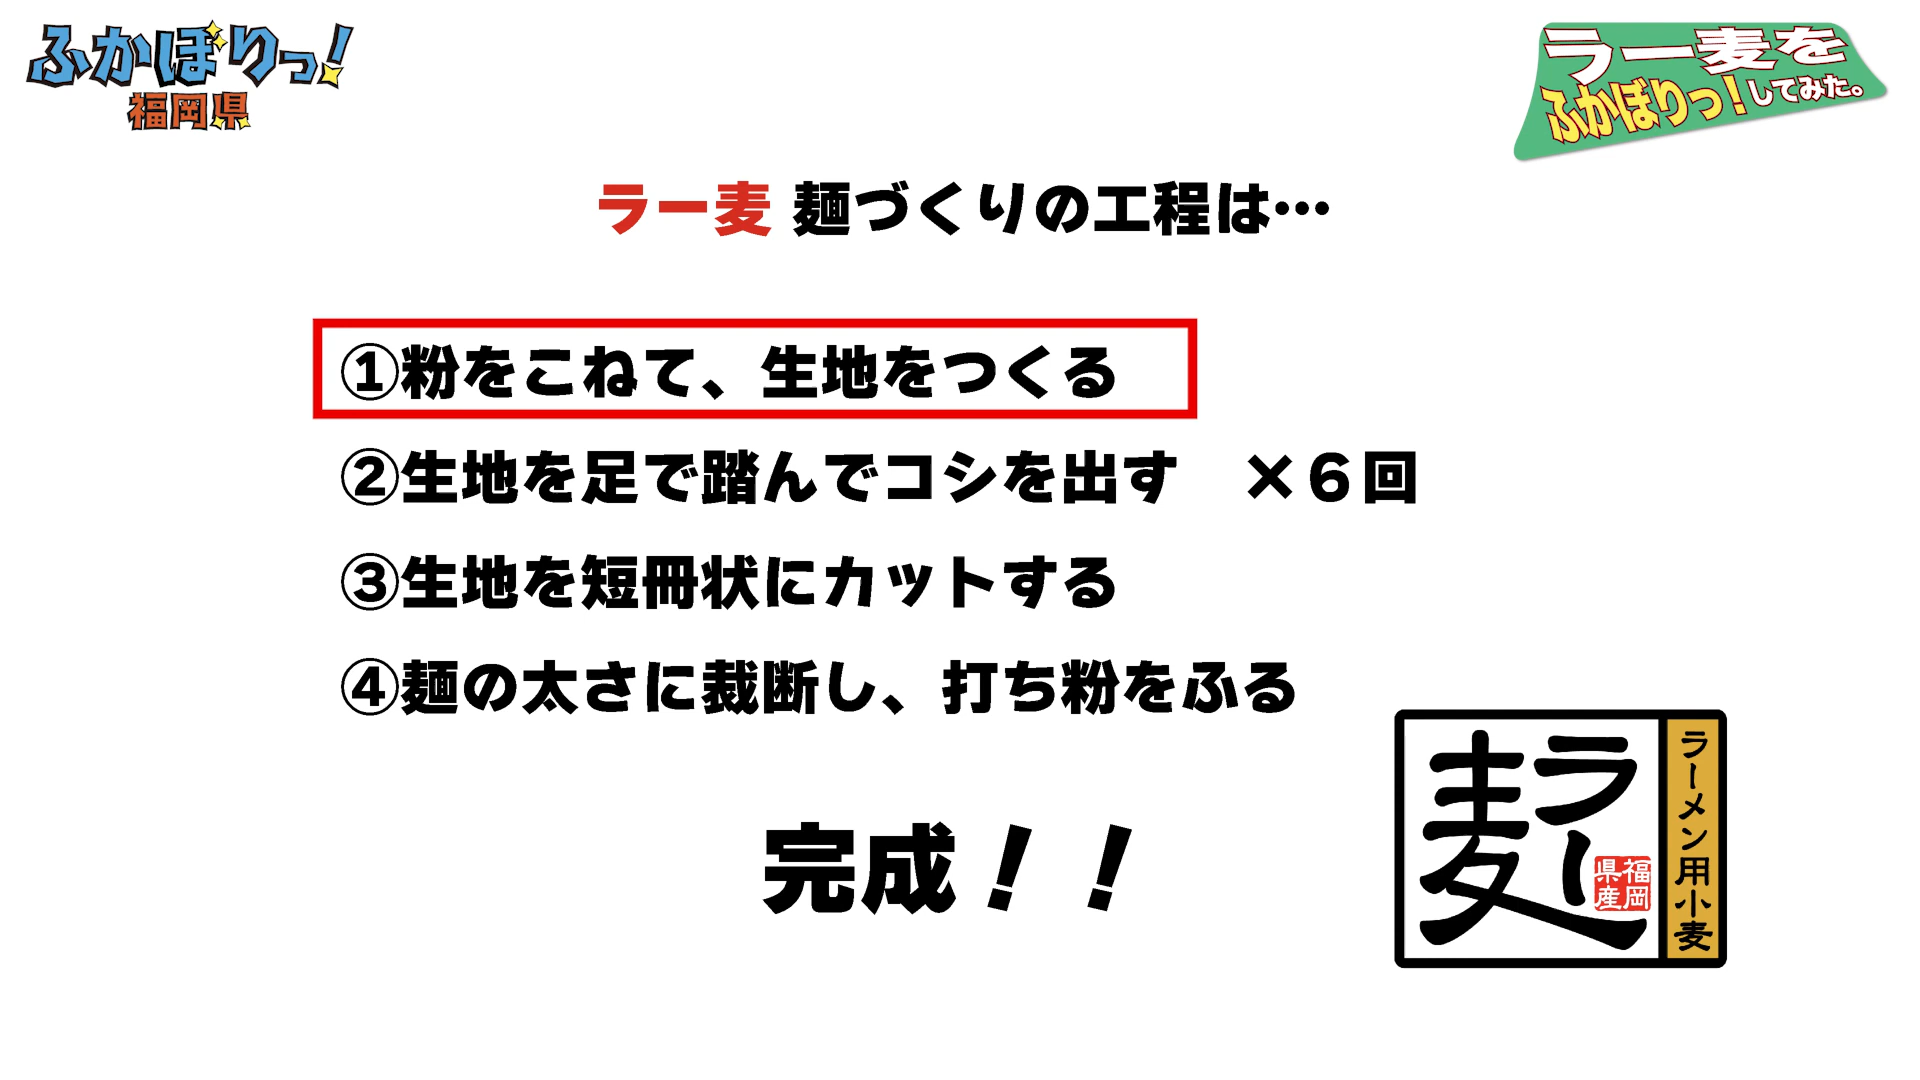 ふかぼりっ!
福岡県
ラー麦を
ふかぼりっ!してみた。
ラー麦 麺づくりの工程は…
①粉をこねて、生地をつくる
②生地を足で踏んでコシを出す　×６回
③生地を短冊状にカットする
④麺の太さに裁断し、打ち粉をふる
完成！！
ラー麦
福岡県産
ラーメン用小麦